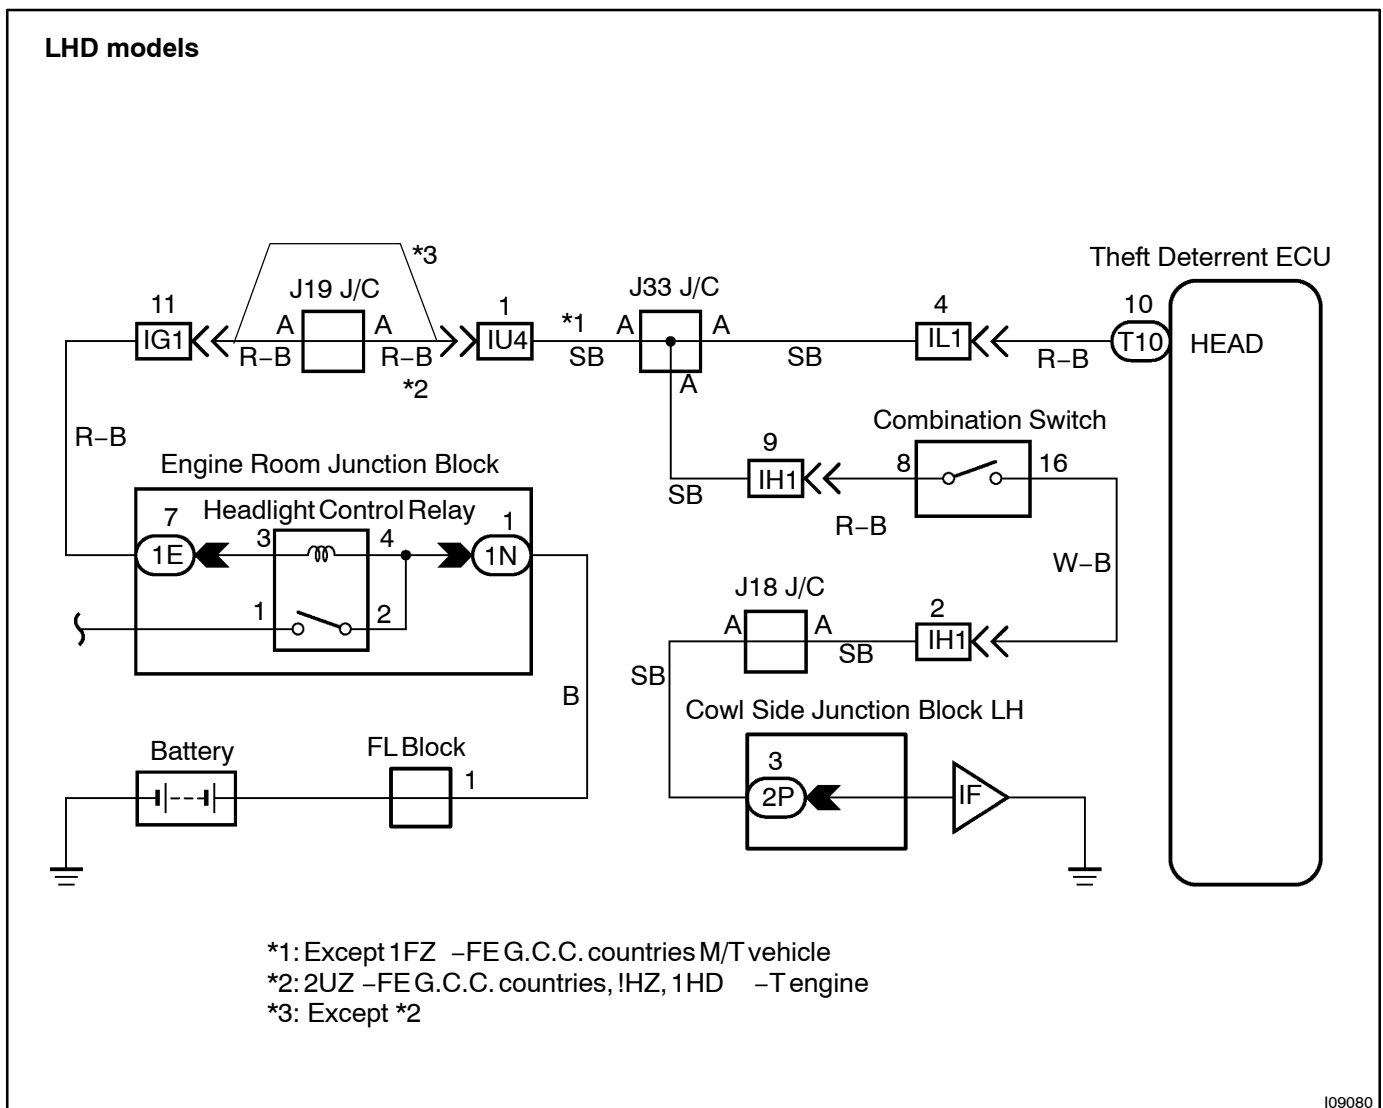 LHD models
*3
Theft Deterrent ECU
11
J19 J/C
1
J33 J/C
4
10
IG1
A
A
IU4
*1
A
A
IL1
T10
HEAD
R–B
R–B
SB
SB
R–B
*2
A
R–B
Combination Switch
9
8
16
IH1
SB
R–B
Engine Room Junction Block
7
Headlight Control Relay
1
3
4
1E
1N
W–B
1
2
J18 J/C
2
A
A
IH1
SB
SB
B
Cowl Side Junction Block LH
Battery
FL Block
1
3
2P
IF
*1: Except 1FZ –FE G.C.C. countries M/T vehicle
*2: 2UZ –FE G.C.C. countries, !HZ, 1HD –T engine
*3: Except *2
I09080